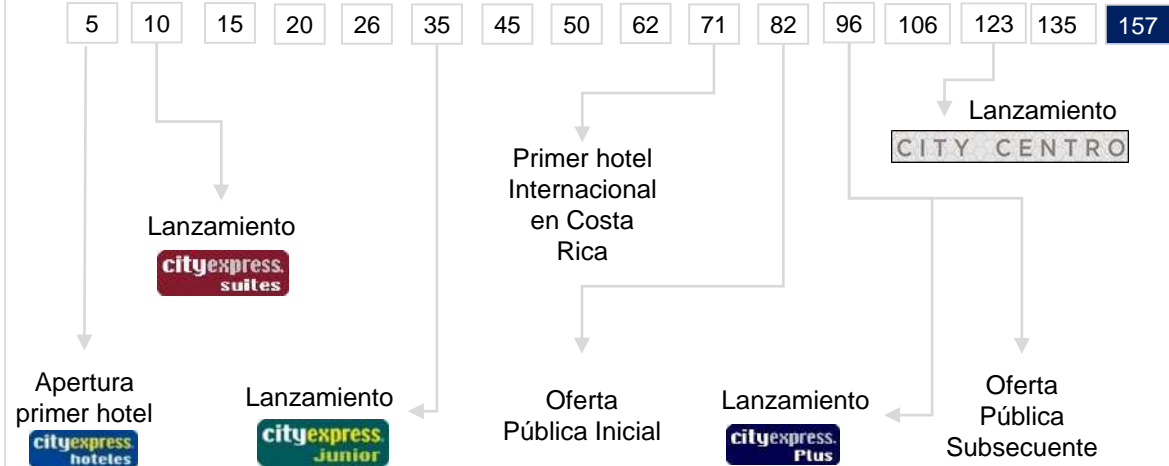 5 10 15 20 26 35 45 50 62 71 82 96 106 123 135 157
Lanzamiento
CITY CENTRO
Primer hotel
Internacional
en Costa
Rica
Lanzamiento
cityexpress.
suites
Apertura
primer hotel
cityexpress.
hoteles
Lanzamiento
cityexpress.
Junior
Oferta
Pública Inicial
Lanzamiento
cityexpress.
Plus
Oferta
Pública
Subsecuente